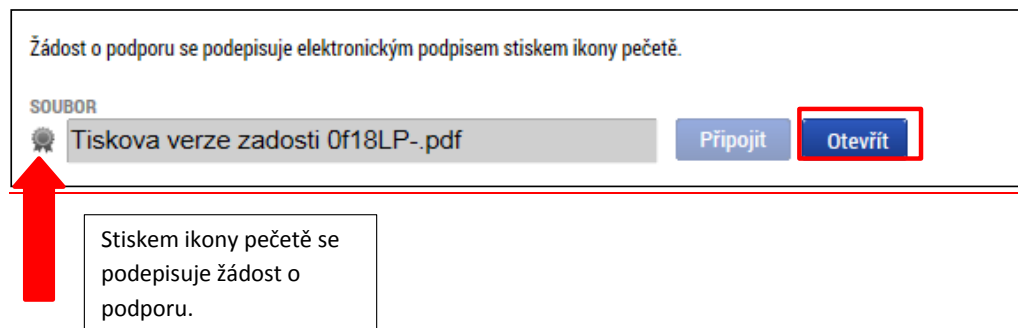 Žádost o podporu se podepisuje elektronickým podpisem stiskem ikony pečetě.
SOUBOR
Tiskova verze zadosti 0f18LP-.pdf Připojit Otevřít
Stiskem ikony pečetě se
podepisuje žádost o
podporu.